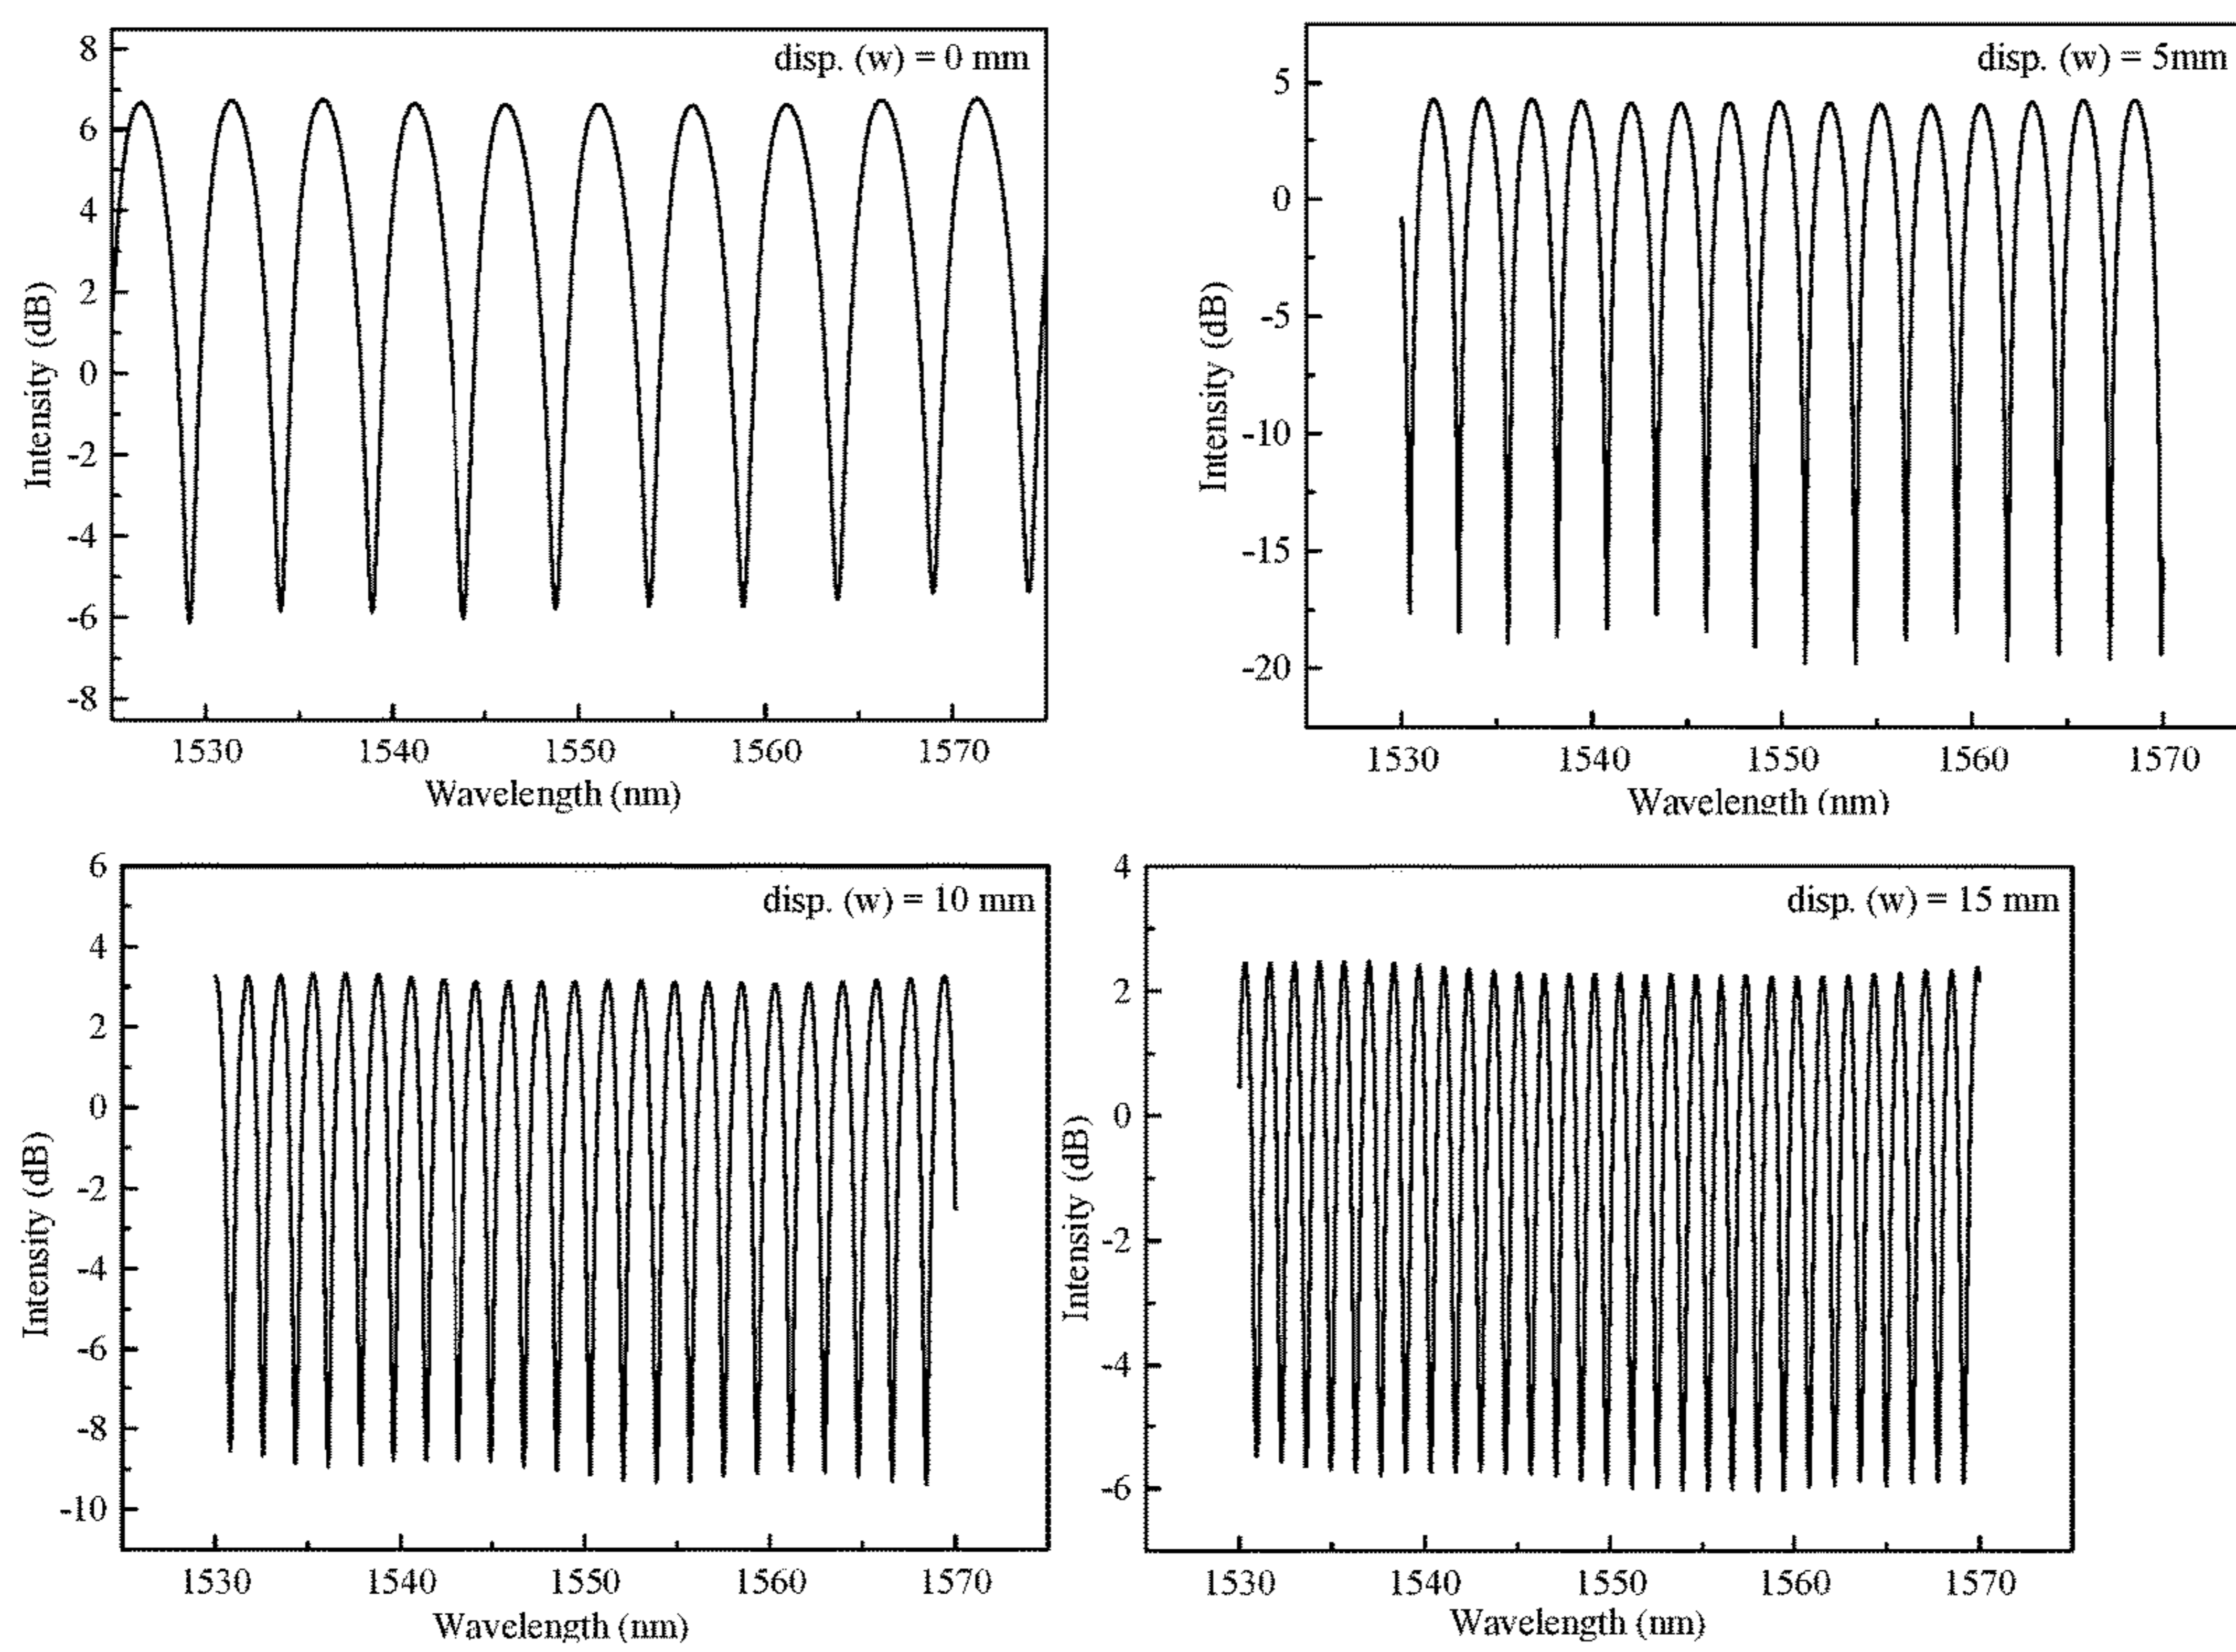 disp. (w) = 0 mm
8
6
4
2
0
-2
-4
-6
-8
Intensity (dB)
1530 1540 1550 1560 1570
Wavelength (nm)
disp. (w) = 5mm
5
0
-5
-10
-15
-20
Intensity (dB)
1530 1540 1550 1560 1570
Wavelength (nm)
disp. (w) = 10 mm
6
4
2
0
-2
-4
-6
-8
-10
Intensity (dB)
1530 1540 1550 1560 1570
Wavelength (nm)
disp. (w) = 15 mm
4
2
0
-2
-4
-6
Intensity (dB)
1530 1540 1550 1560 1570
Wavelength (nm)